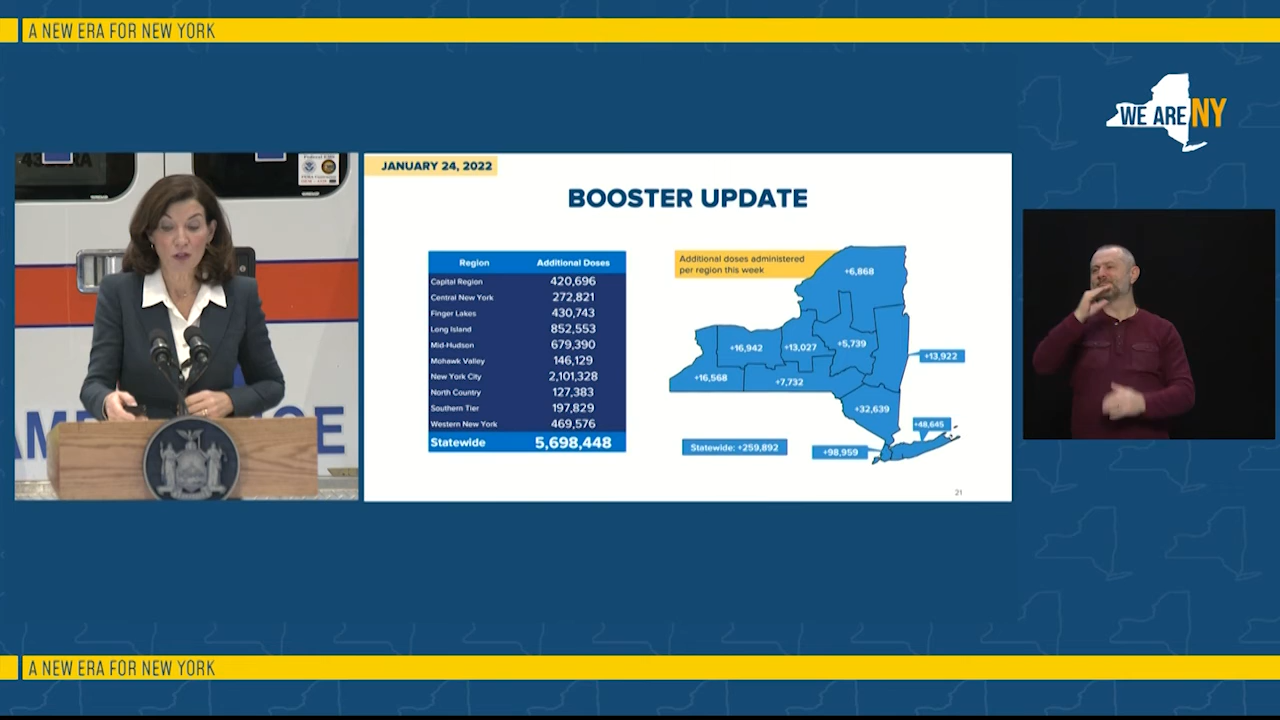 A NEW ERA FOR NEW YORK
WE ARE NY
JANUARY 24, 2022
BOOSTER UPDATE
Region Additional Doses
Capital Region 420,696
Central New York 272,821
Finger Lakes 430,743
Long Island 852,553
Mid-Hudson 679,390
Mohawk Valley 146,129
New York City 2,101,328
North Country 127,383
Southern Tier 197,829
Western New York 469,576
Statewide 5,698,448
Additional doses administered
per region this week
+6,868
+16,942
+13,027
+5,739
+13,922
+16,568
+7,732
+32,639
+48,645
Statewide: +259,892
+98,959
21
A NEW ERA FOR NEW YORK